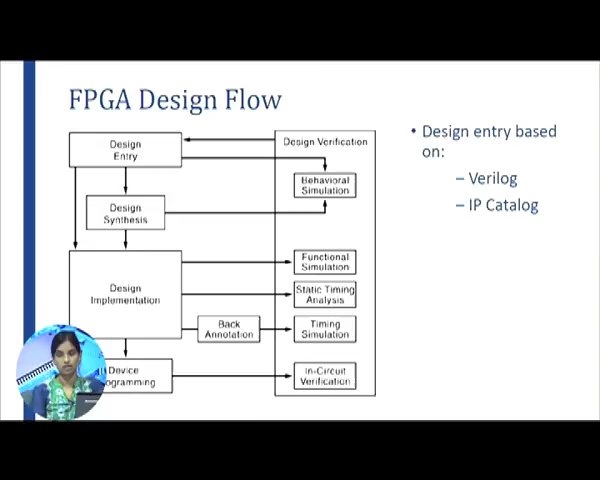 FPGA Design Flow
Design
Entry
Design Verification
Behavioral
Simulation
Design
Synthesis
Design
Implementation
Functional
Simulation
Static Timing
Analysis
Back
Annotation
Timing
Simulation
Device
ogramming
In-Circuit
Verification
• Design entry based
on:
– Verilog
– IP Catalog